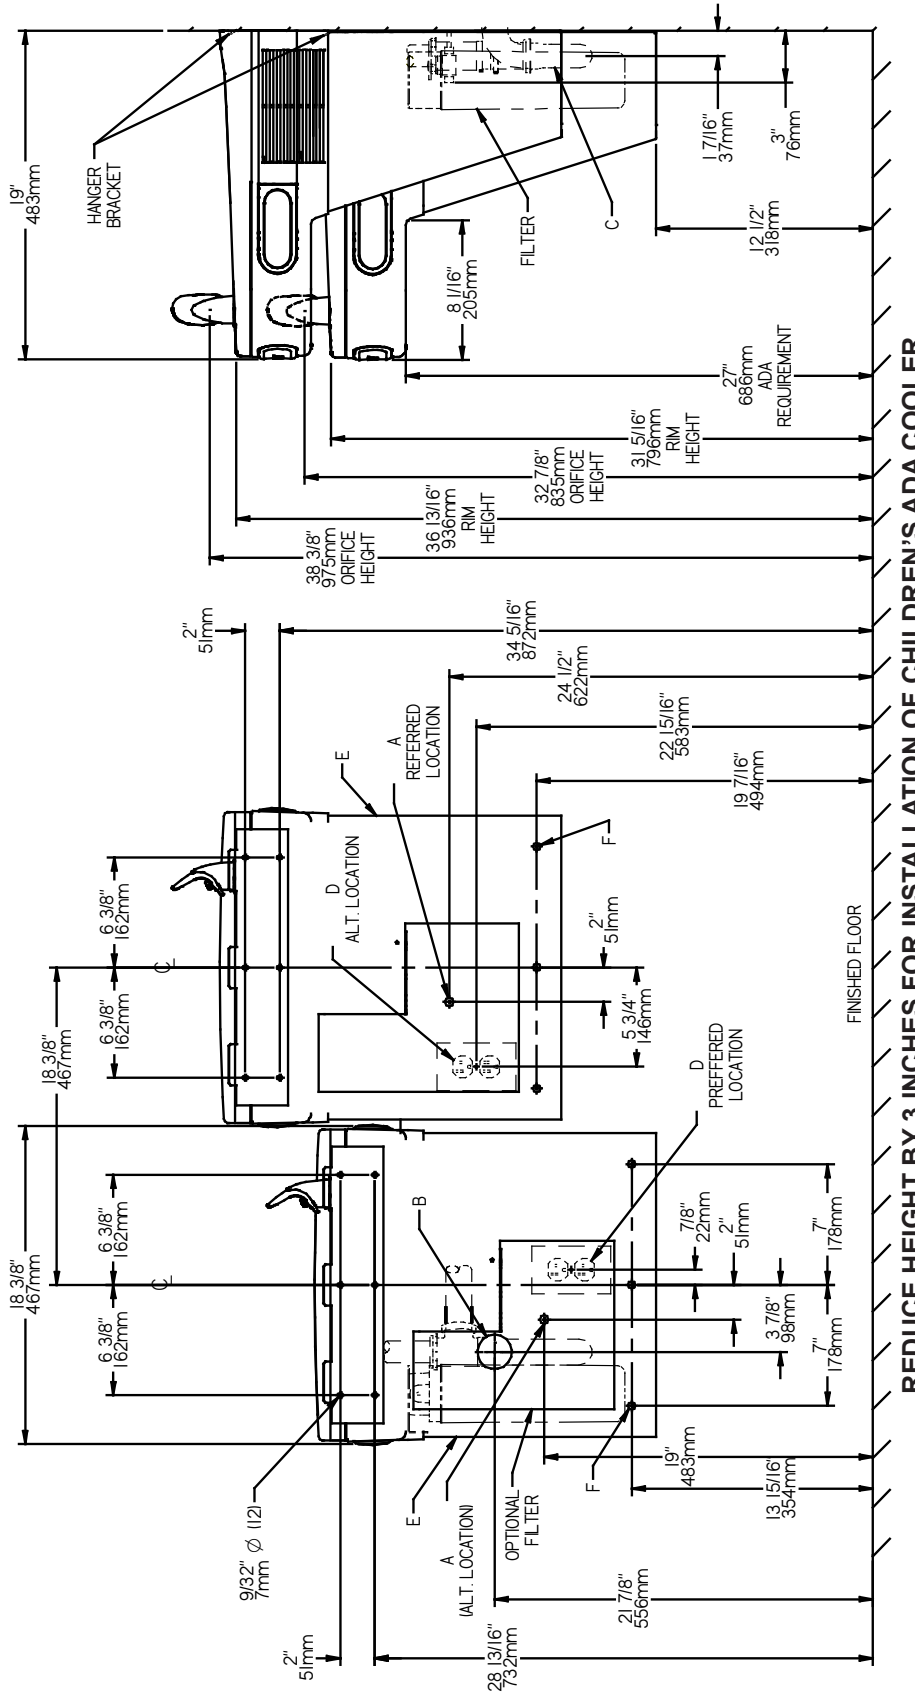 18 3/8"
467mm
18 3/8"
467mm
19"
483mm
6 3/8"
162mm
6 3/8"
162mm
6 3/8"
162mm
6 3/8"
162mm
HANGER
BRACKET
℄
℄
2"
51mm
9/32" Ø (12)
7mm
2"
51mm
E
A
(ALT. LOCATION)
OPTIONAL
FILTER
F
B
D
ALT. LOCATION
E
A
REFERRED
LOCATION
F
38 3/8"
975mm
ORIFICE
HEIGHT
36 13/16"
936mm
RIM
HEIGHT
32 7/8"
835mm
ORIFICE
HEIGHT
31 5/16"
796mm
RIM
HEIGHT
8 1/16"
205mm
FILTER
C
28 13/16"
732mm
21 7/8"
556mm
19"
483mm
13 15/16"
354mm
D
PREFFERED
LOCATION
7/8"
22mm
2"
51mm
3 7/8"
98mm
7"
178mm
7"
178mm
2"
51mm
5 3/4"
146mm
34 5/16"
872mm
24 1/2"
622mm
22 15/16"
583mm
19 7/16"
494mm
27"
686mm
ADA
REQUIREMENT
12 1/2"
318mm
1 7/16"
37mm
3"
76mm
FINISHED FLOOR
REDUCE HEIGHT BY 3 INCHES FOR INSTALLATION OF CHILDREN'S ADA COOLER